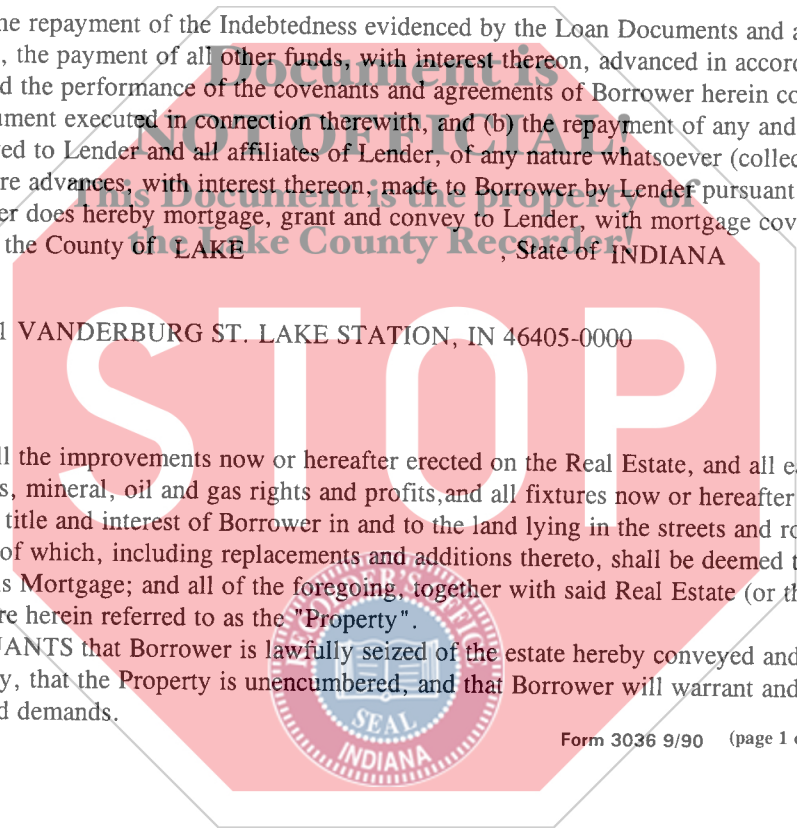 he repayment of the Indebtedness evidenced by the Loan Documents and a
, the payment of all other funds, with interest thereon, advanced in accor
Document is
d the performance of the covenants and agreements of Borrower herein co
ument executed in connection therewith, and (b) the repayment of any and
NOT OFFICIAL!
ed to Lender and all affiliates of Lender, of any nature whatsoever (collec
re advances, with interest thereon, made to Borrower by Lender pursuant
This Document is the property of
er does hereby mortgage, grant and convey to Lender, with mortgage cov
the Lake County Recorder!
the County of LAKE , State of INDIANA
1 VANDERBURG ST. LAKE STATION, IN 46405-0000
STOP
ll the improvements now or hereafter erected on the Real Estate, and all e
s, mineral, oil and gas rights and profits,and all fixtures now or hereafter
title and interest of Borrower in and to the land lying in the streets and ro
of which, including replacements and additions thereto, shall be deemed t
s Mortgage; and all of the foregoing, together with said Real Estate (or th
re herein referred to as the "Property".
ANTS that Borrower is lawfully seized of the estate hereby conveyed and
y, that the Property is unencumbered, and that Borrower will warrant and
d demands.
RECORDER'S OFFICE
SEAL
INDIANA
Form 3036 9/90 (page 1 o